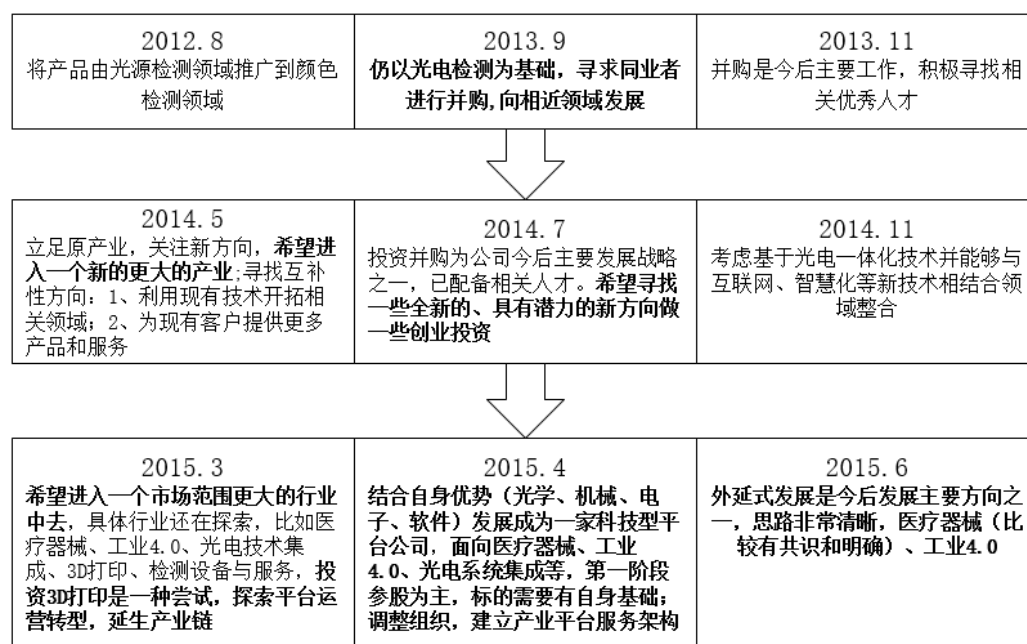 2012.8
将产品由光源检测领域推广到颜色
检测领域
2013.9
仍以光电检测为基础，寻求同业者
进行并购,向相近领域发展
2013.11
并购是今后主要工作，积极寻找相
关优秀人才
2014.5
立足原产业，关注新方向，希望进
入一个新的更大的产业;寻找互补
性方向：1、利用现有技术开拓相
关领域；2、为现有客户提供更多
产品和服务
2014.7
投资并购为公司今后主要发展战略
之一，已配备相关人才。希望寻找
一些全新的、具有潜力的新方向做
一些创业投资
2014.11
考虑基于光电一体化技术并能够与
互联网、智慧化等新技术相结合领
域整合
2015.3
希望进入一个市场范围更大的行业
中去，具体行业还在探索，比如医
疗器械、工业4.0、光电技术集
成、3D打印、检测设备与服务，投
资3D打印是一种尝试，探索平台运
营转型，延生产业链
2015.4
结合自身优势（光学、机械、电
子、软件）发展成为一家科技型平
台公司，面向医疗器械、工业
4.0、光电系统集成等，第一阶段
参股为主，标的需要有自身基础；
调整组织，建立产业平台服务架构
2015.6
外延式发展是今后发展主要方向之
一，思路非常清晰，医疗器械（比
较有共识和明确）、工业4.0